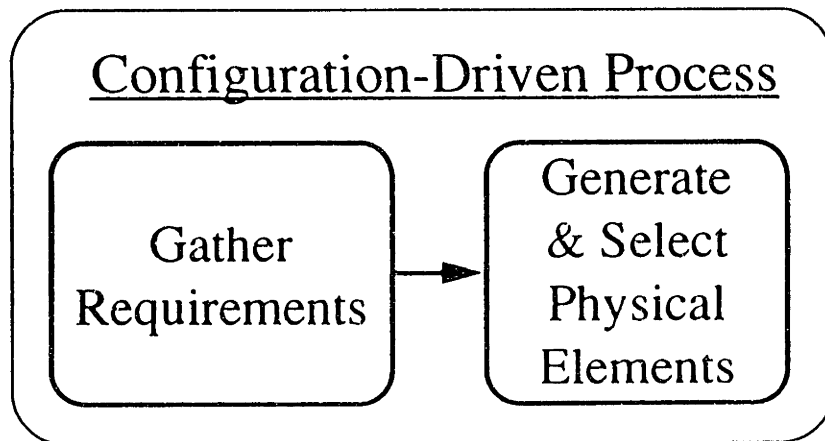 Configuration-Driven Process
Gather
Requirements
Generate
& Select
Physical
Elements